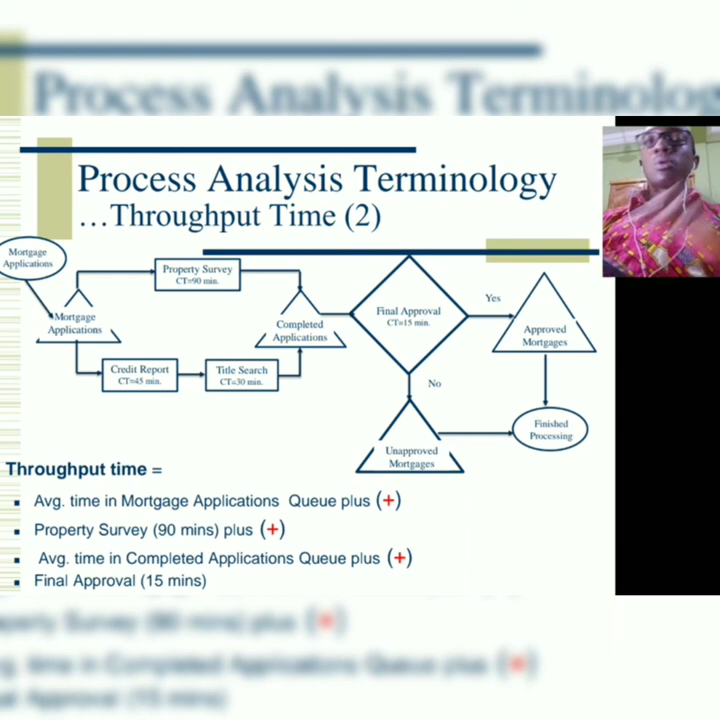 Process Analysis Terminology
Process Analysis Terminology
…Throughput Time (2)
Mortgage
Applications
Property Survey
CT=90 min.
Mortgage
Applications
Completed
Applications
Credit Report
CT=45 min.
Title Search
CT=30 min.
Final Approval
CT=15 min.
Yes
No
Approved
Mortgages
Unapproved
Mortgages
Finished
Processing
Throughput time =
▪ Avg. time in Mortgage Applications Queue plus (+)
▪ Property Survey (90 mins) plus (+)
▪ Avg. time in Completed Applications Queue plus (+)
▪ Final Approval (15 mins)